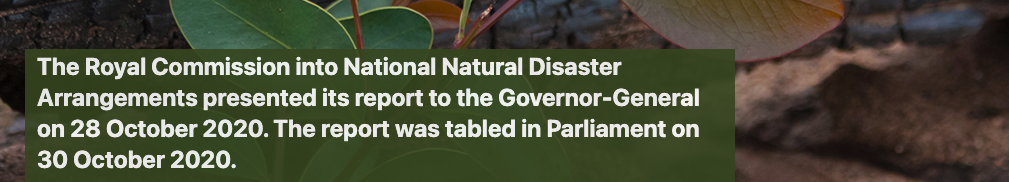 The Royal Commission into National Natural Disaster
Arrangements presented its report to the Governor-General
on 28 October 2020. The report was tabled in Parliament on
30 October 2020.